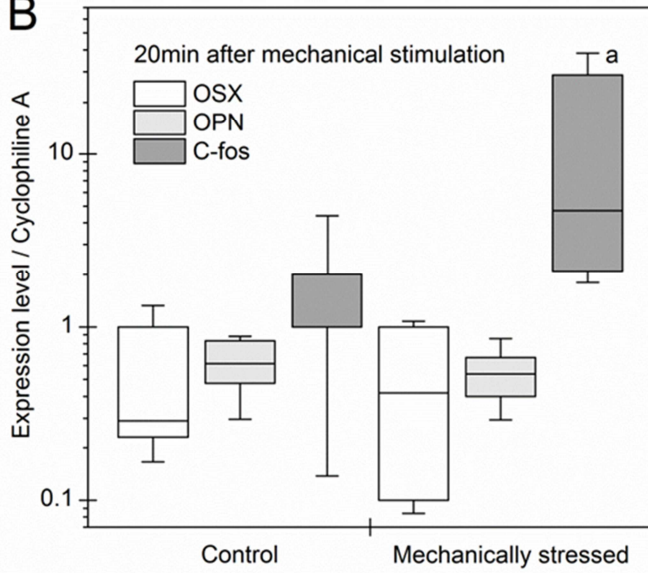 B
20min after mechanical stimulation
OSX
OPN
C-fos
a
Expression level / Cyclophiline A
10
1
0.1
Control
Mechanically stressed